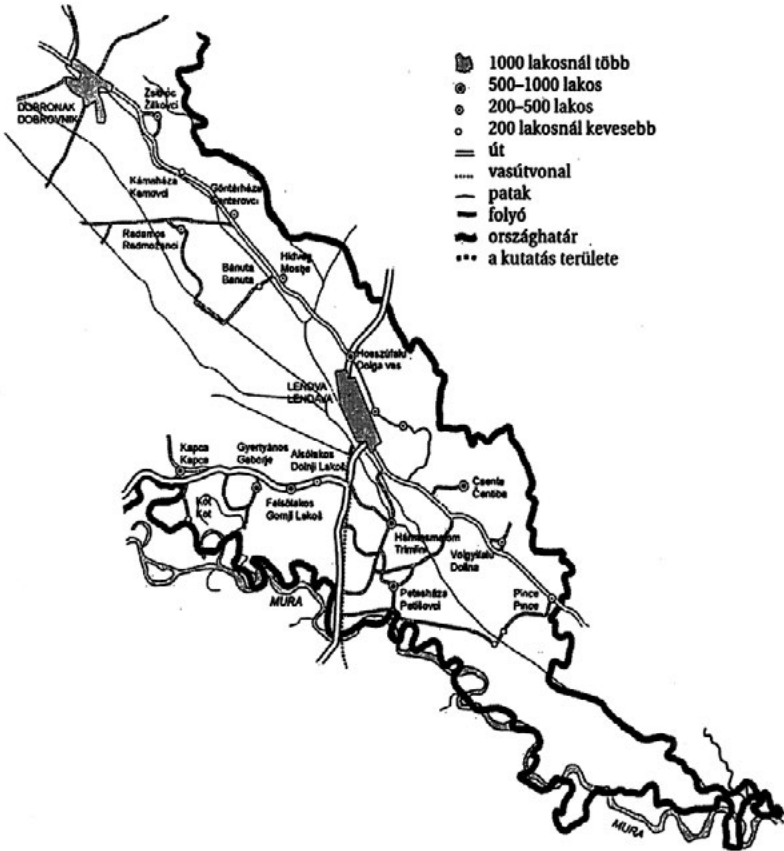 1000 lakosnál több
500–1000 lakos
200–500 lakos
200 lakosnál kevesebb
út
vasútvonal
patak
folyó
országhatár
a kutatás területe
DOBRONAK
DOBROVNIK
Zsitkóc
Žitkovci
Kámaháza
Kamovci
Göntérháza
Genterovci
Radamos
Radmožanci
Bánuta
Banuta
Hídvég
Mostje
Hosszúfalu
Dolga vas
LENDVA
LENDAVA
Kapca
Kapca
Gyertyános
Gaberje
Alsólakos
Dolnji Lakoš
Felsőlakos
Gornji Lakoš
Kót
Kot
Csente
Čentiba
Hármasmalom
Trimlini
Völgyifalu
Dolina
Petesháza
Petišovci
Pince
Pince
MURA
MURA